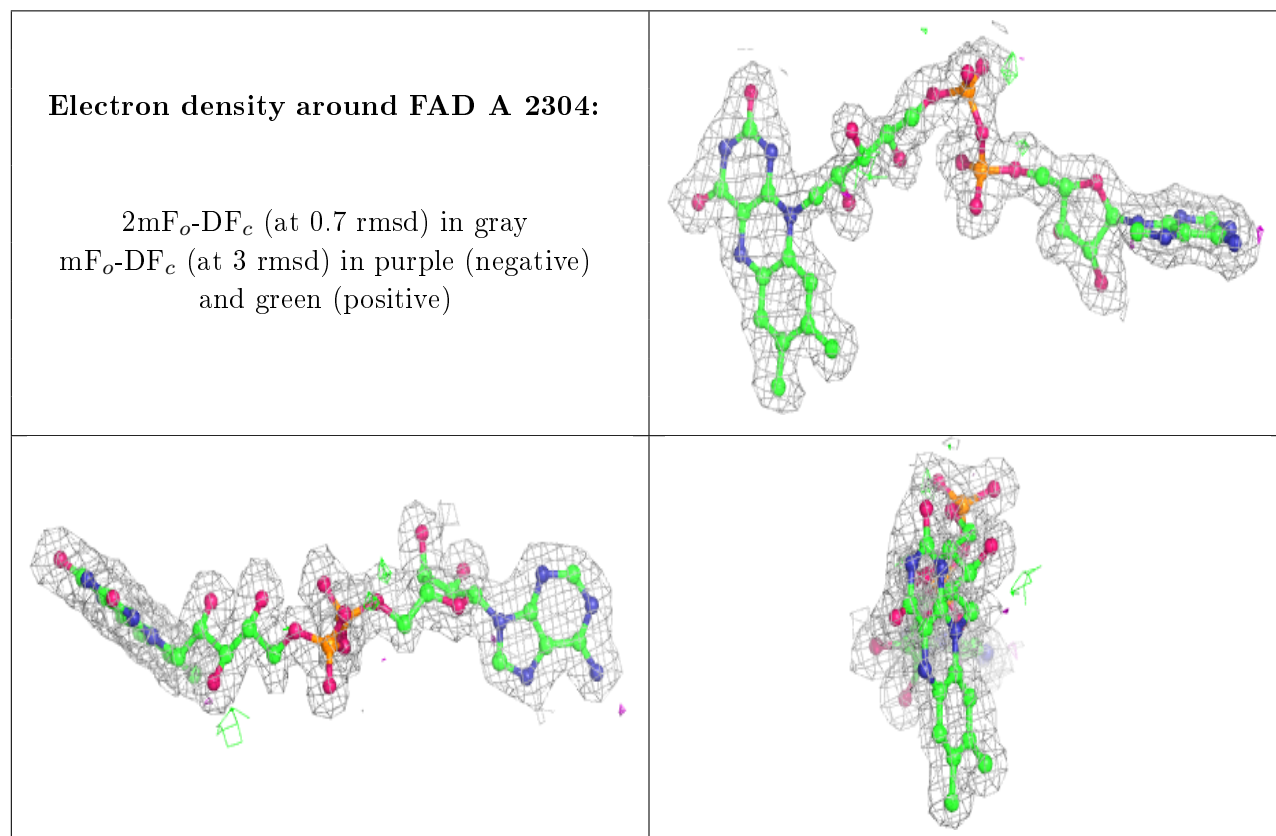 Electron density around FAD A 2304:
2mFₒ-DF𝒸 (at 0.7 rmsd) in gray
mFₒ-DF𝒸 (at 3 rmsd) in purple (negative)
and green (positive)